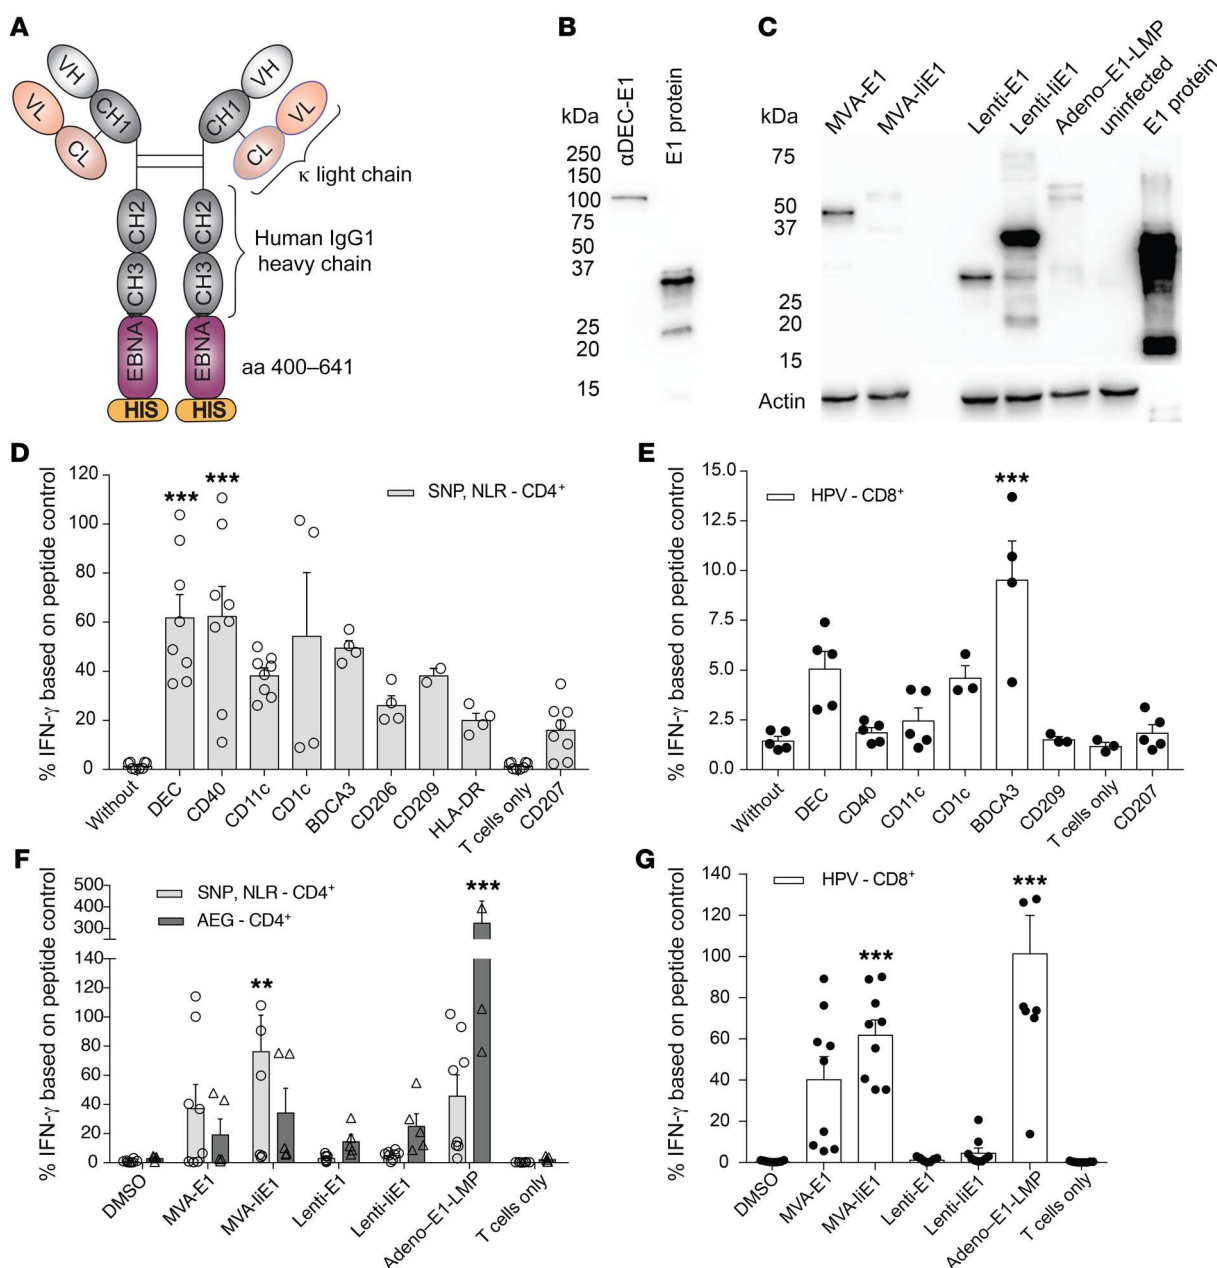 A
VH
VL
CH1
CL
VH
VL
CH1
CL
κ light chain
CH2
CH2
Human IgG1
heavy chain
CH3
CH3
EBNA
EBNA
aa 400–641
HIS
HIS
B
kDa
αDEC-E1
E1 protein
250
150
100
75
50
37
25
20
15
C
kDa
MVA-E1
MVA-IiE1
Lenti-E1
Lenti-IiE1
Adeno–E1-LMP
uninfected
E1 protein
75
50
37
25
20
15
Actin
D
% IFN-γ based on peptide control
120
100
80
60
40
20
0
SNP, NLR - CD4+
***
***
Without
DEC
CD40
CD11c
CD1c
BDCA3
CD206
CD209
HLA-DR
T cells only
CD207
E
% IFN-γ based on peptide control
15.0
12.5
10.0
7.5
5.0
2.5
0.0
HPV - CD8+
***
Without
DEC
CD40
CD11c
CD1c
BDCA3
CD209
T cells only
CD207
F
% IFN-γ based on peptide control
500
400
300
140
120
100
80
60
40
20
0
SNP, NLR - CD4+
AEG - CD4+
**
***
DMSO
MVA-E1
MVA-IiE1
Lenti-E1
Lenti-IiE1
Adeno–E1-LMP
T cells only
G
% IFN-γ based on peptide control
140
120
100
80
60
40
20
0
HPV - CD8+
***
***
DMSO
MVA-E1
MVA-IiE1
Lenti-E1
Lenti-IiE1
Adeno–E1-LMP
T cells only